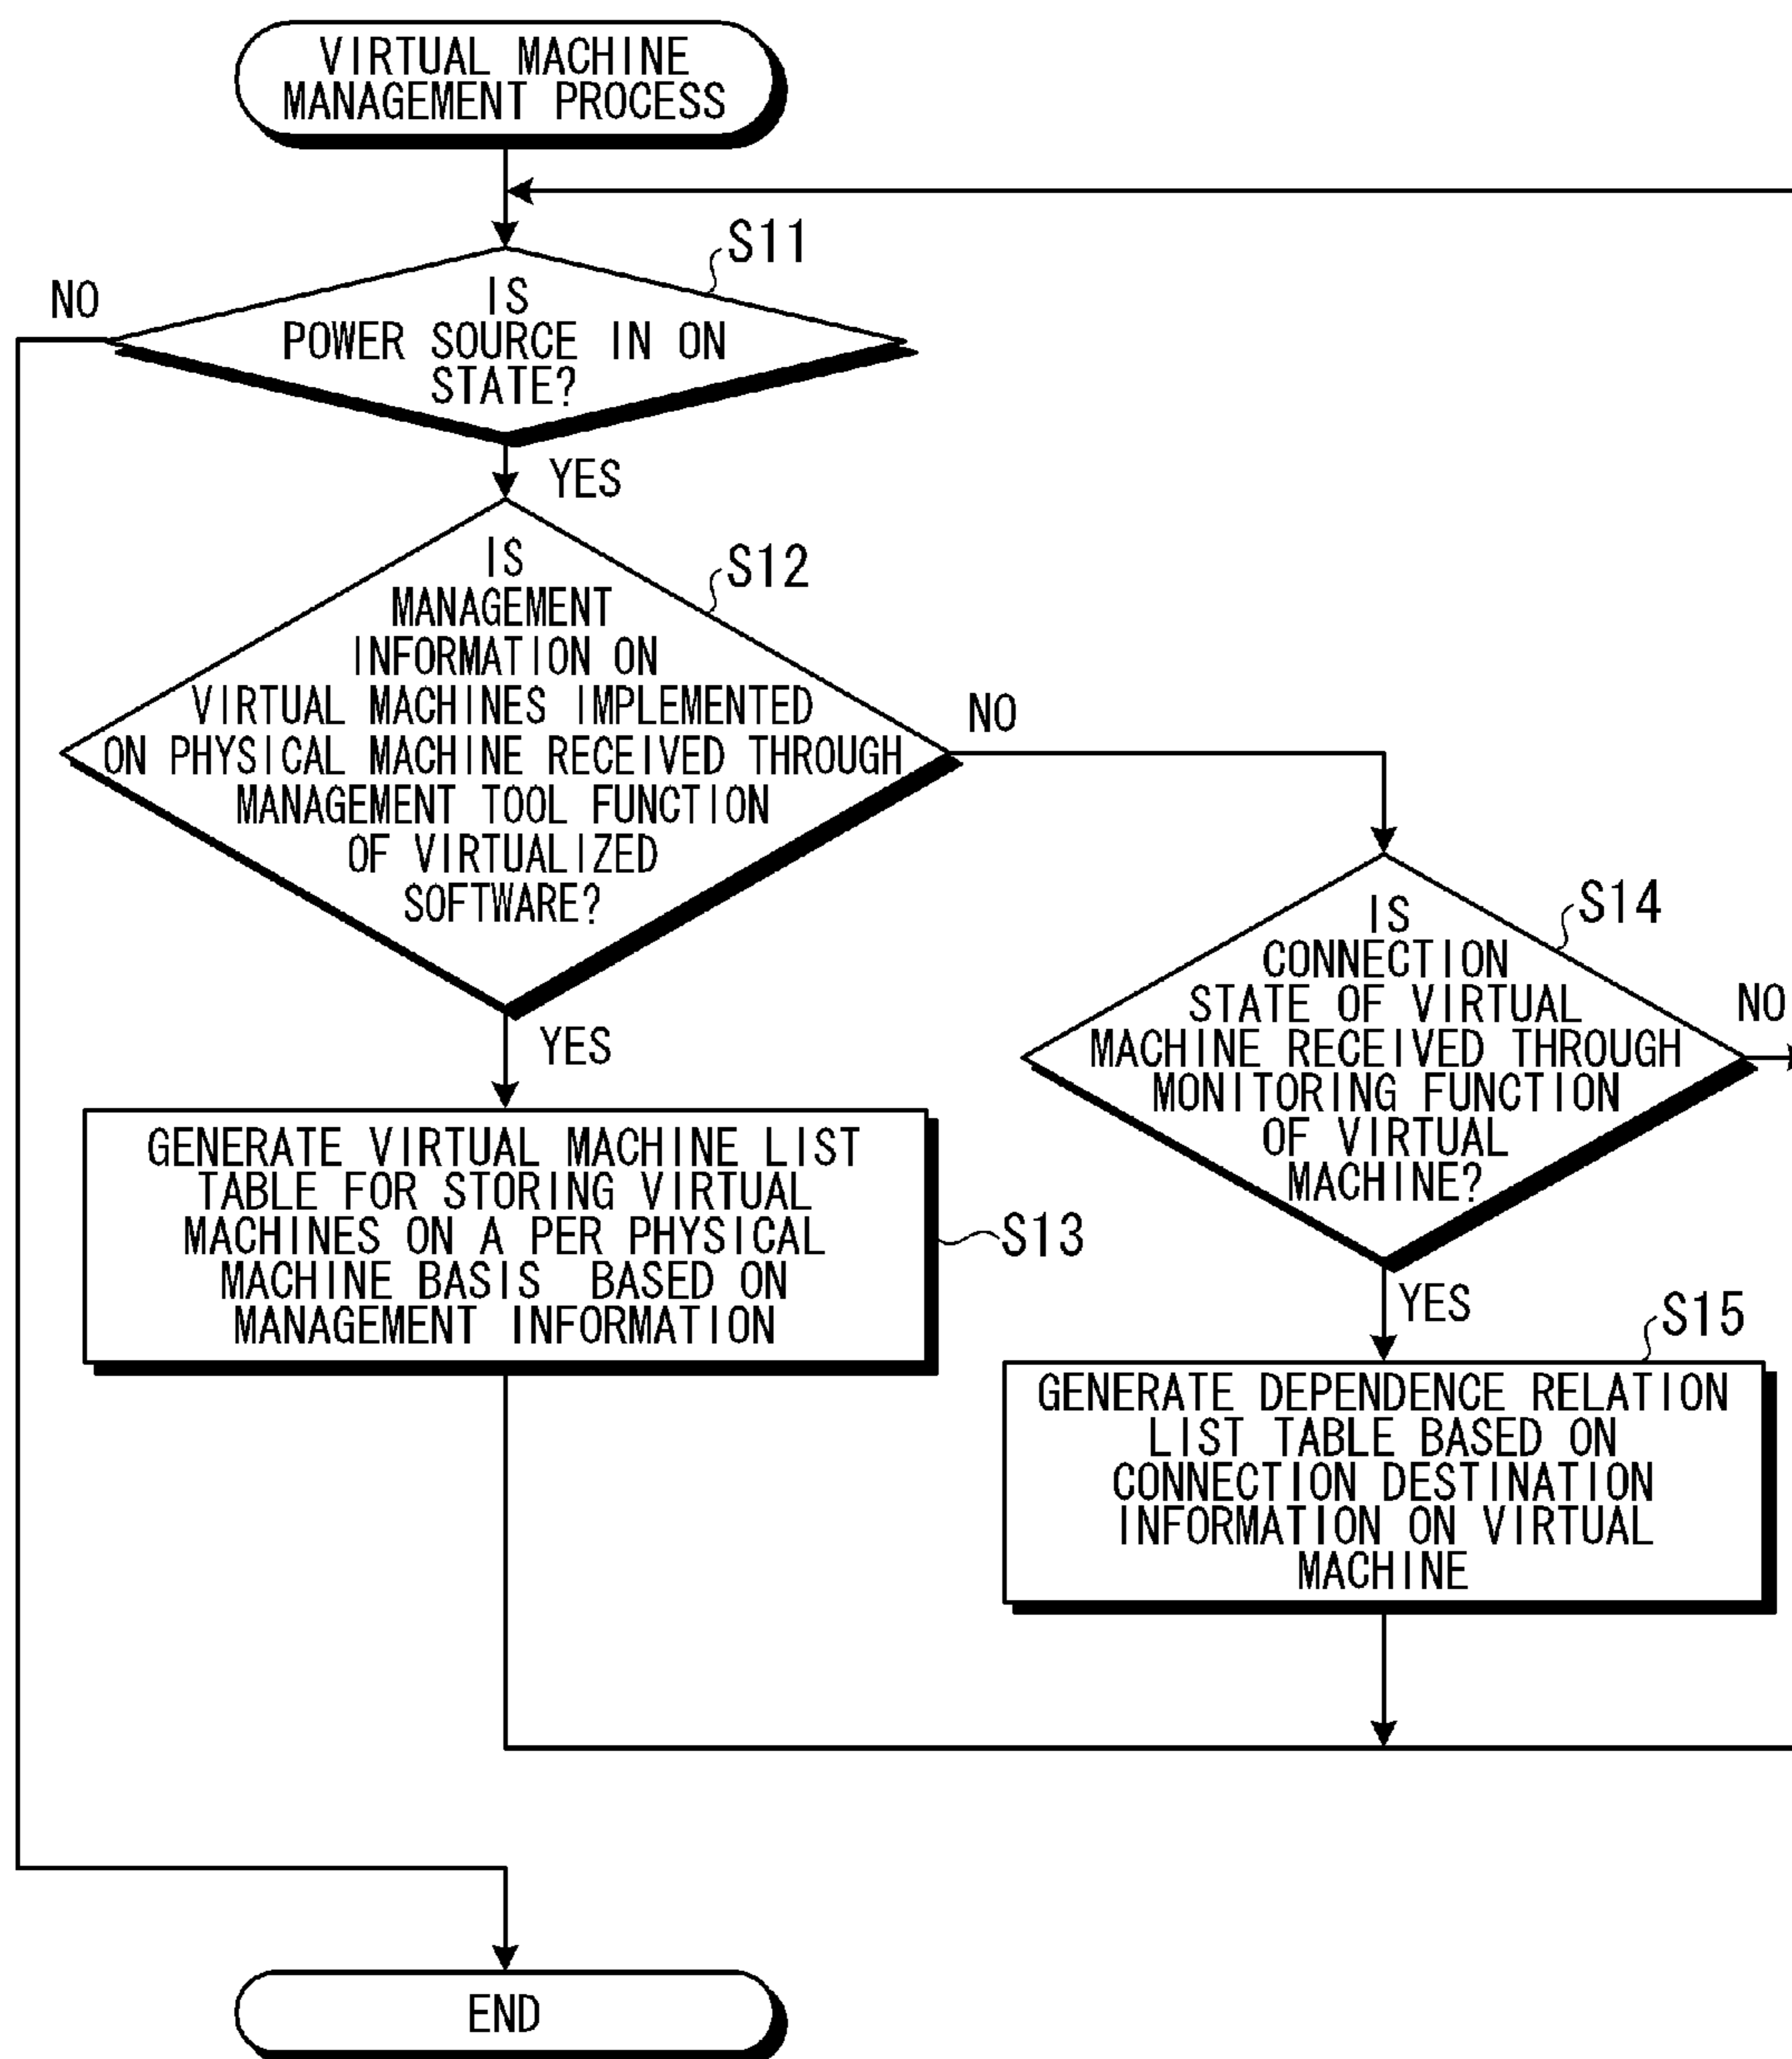 VIRTUAL MACHINE
MANAGEMENT PROCESS
S11
NO
IS
POWER SOURCE IN ON
STATE?
YES
S12
IS
MANAGEMENT
INFORMATION ON
VIRTUAL MACHINES IMPLEMENTED
ON PHYSICAL MACHINE RECEIVED THROUGH
MANAGEMENT TOOL FUNCTION
OF VIRTUALIZED
SOFTWARE?
NO
YES
S14
IS
CONNECTION
STATE OF VIRTUAL
MACHINE RECEIVED THROUGH
MONITORING FUNCTION
OF VIRTUAL
MACHINE?
NO
YES
GENERATE VIRTUAL MACHINE LIST
TABLE FOR STORING VIRTUAL
MACHINES ON A PER PHYSICAL
MACHINE BASIS BASED ON
MANAGEMENT INFORMATION
S13
S15
GENERATE DEPENDENCE RELATION
LIST TABLE BASED ON
CONNECTION DESTINATION
INFORMATION ON VIRTUAL
MACHINE
END